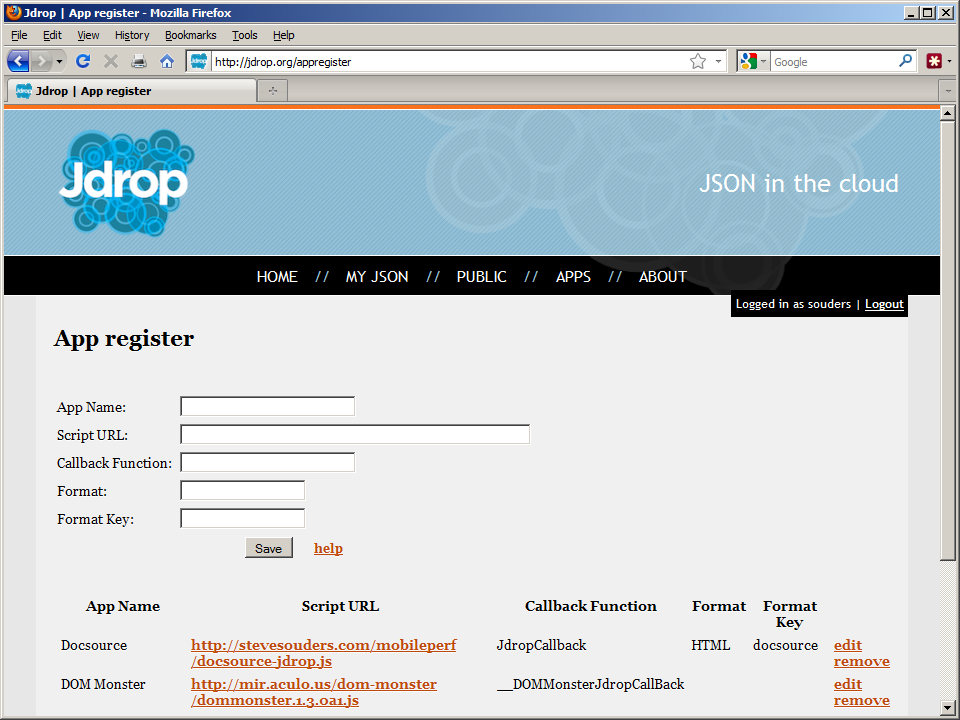 Jdrop | App register - Mozilla Firefox
File Edit View History Bookmarks Tools Help
Jdrop http://jdrop.org/appregister Google
Jdrop Jdrop | App register
Jdrop
JSON in the cloud
HOME // MY JSON // PUBLIC // APPS // ABOUT
Logged in as souders | Logout
App register
App Name:
Script URL:
Callback Function:
Format:
Format Key:
Save help
App Name Script URL Callback Function Format Format
Key
Docsource http://stevesouders.com/mobileperf JdropCallback HTML docsource edit
/docsource-jdrop.js remove
DOM Monster http://mir.aculo.us/dom-monster __DOMMonsterJdropCallBack edit
/dommonster.1.3.0a1.js remove